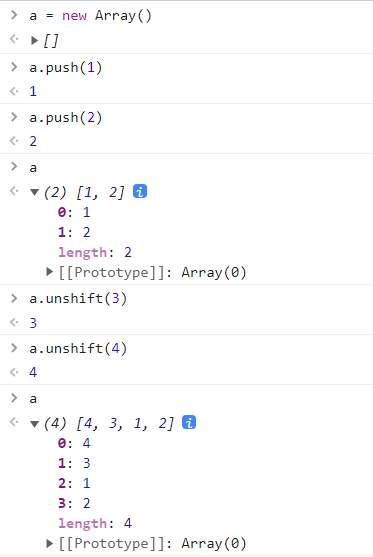 a = new Array()
[]
a.push(1)
1
a.push(2)
2
a
(2) [1, 2] i
0: 1
1: 2
length: 2
[[Prototype]]: Array(0)
a.unshift(3)
3
a.unshift(4)
4
a
(4) [4, 3, 1, 2] i
0: 4
1: 3
2: 1
3: 2
length: 4
[[Prototype]]: Array(0)